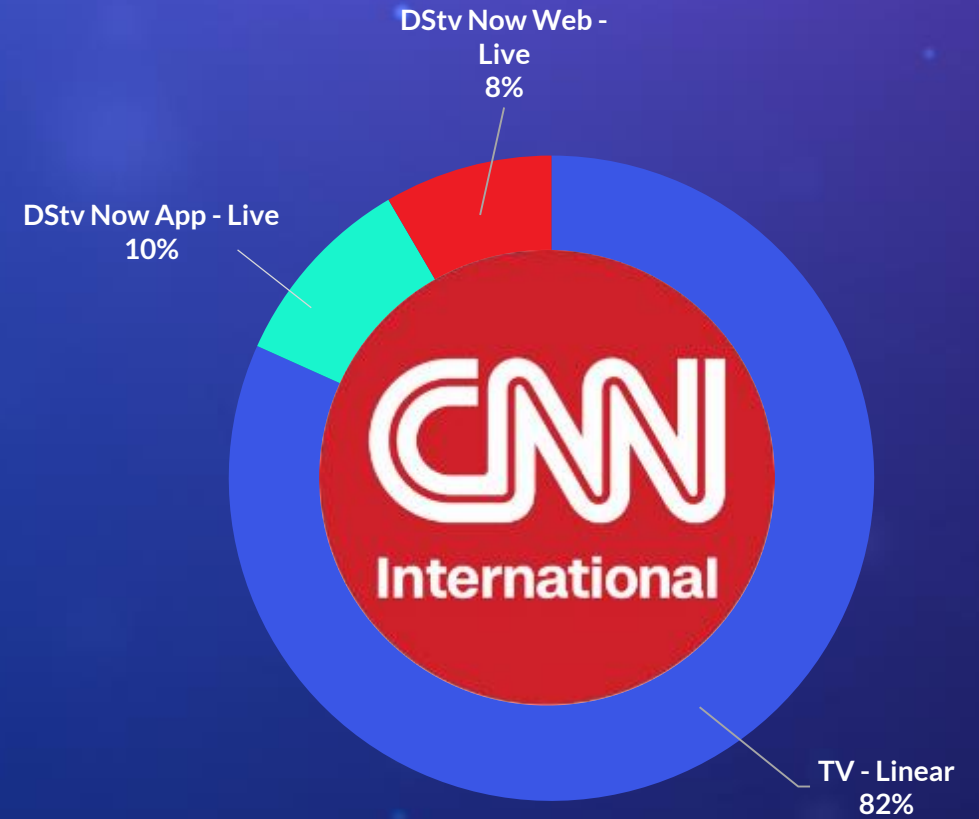 DStv Now Web -
Live
8%
DStv Now App - Live
10%
CNN
International
TV - Linear
82%